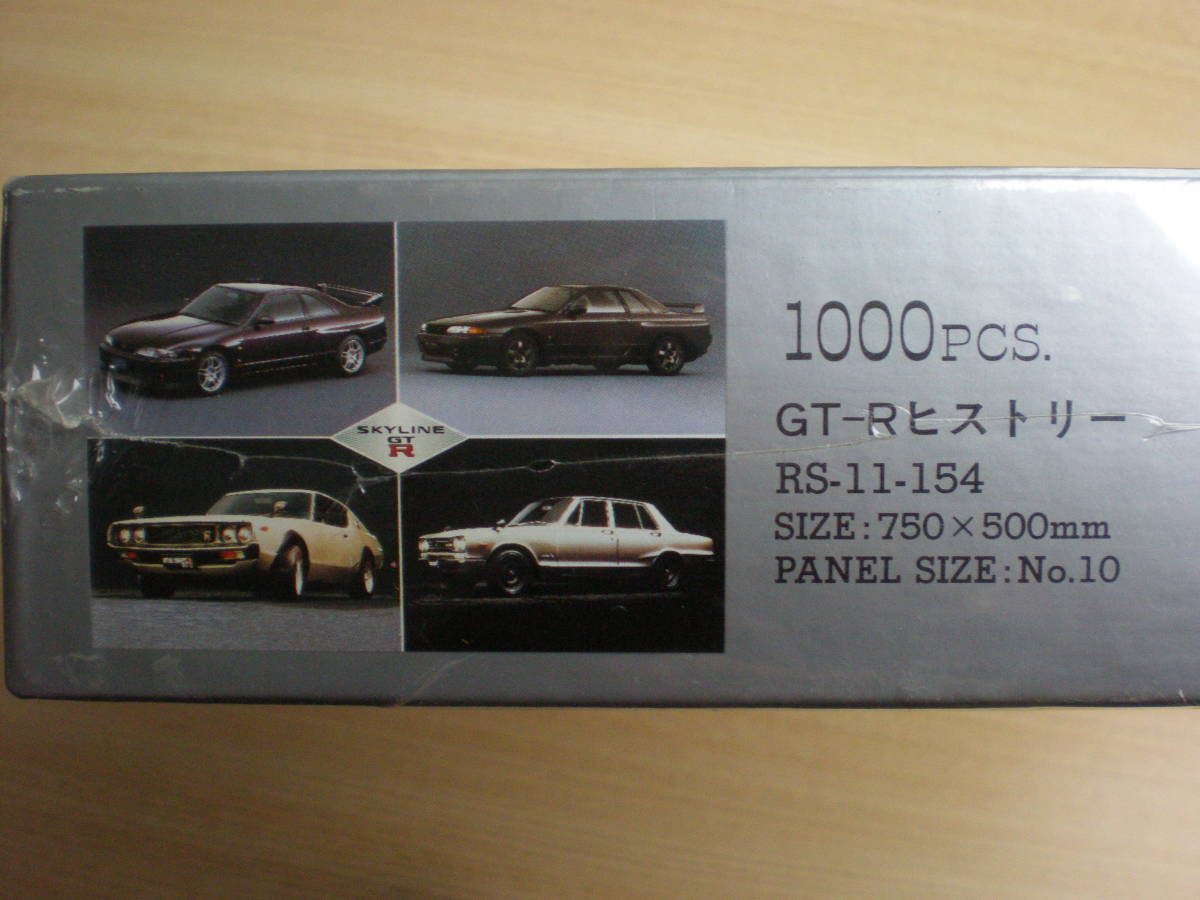 SKYLINE
GT
R
1000PCS.
GT-Rヒストリー
RS-11-154
SIZE:750×500mm
PANEL SIZE:No.10